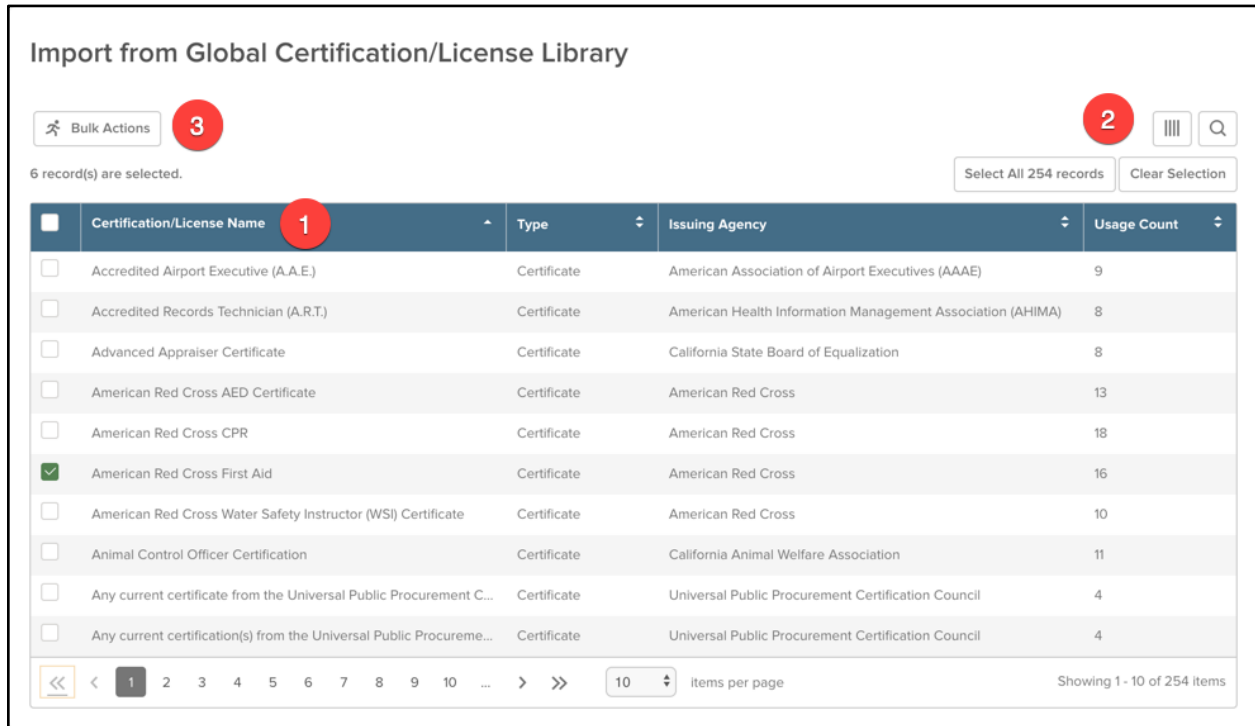 Import from Global Certification/License Library
Bulk Actions 3 2
6 record(s) are selected. Select All 254 records Clear Selection
Certification/License Name 1 Type Issuing Agency Usage Count
Accredited Airport Executive (A.A.E.) Certificate American Association of Airport Executives (AAAE) 9
Accredited Records Technician (A.R.T.) Certificate American Health Information Management Association (AHIMA) 8
Advanced Appraiser Certificate Certificate California State Board of Equalization 8
American Red Cross AED Certificate Certificate American Red Cross 13
American Red Cross CPR Certificate American Red Cross 18
American Red Cross First Aid Certificate American Red Cross 16
American Red Cross Water Safety Instructor (WSI) Certificate Certificate American Red Cross 10
Animal Control Officer Certification Certificate California Animal Welfare Association 11
Any current certificate from the Universal Public Procurement C... Certificate Universal Public Procurement Certification Council 4
Any current certification(s) from the Universal Public Procureme... Certificate Universal Public Procurement Certification Council 4
1 2 3 4 5 6 7 8 9 10 ... 10 items per page Showing 1 - 10 of 254 items